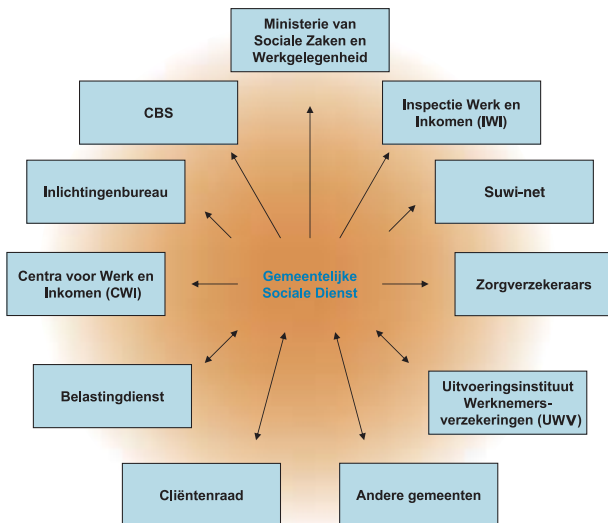 Ministerie van
Sociale Zaken en
Werkgelegenheid
CBS
Inspectie Werk en
Inkomen (IWI)
Inlichtingenbureau
Suwi-net
Centra voor Werk en
Inkomen (CWI)
Gemeentelijke
Sociale Dienst
Zorgverzekeraars
Belastingdienst
Uitvoeringsinstituut
Werknemers-
verzekeringen (UWV)
Cliëntenraad
Andere gemeenten